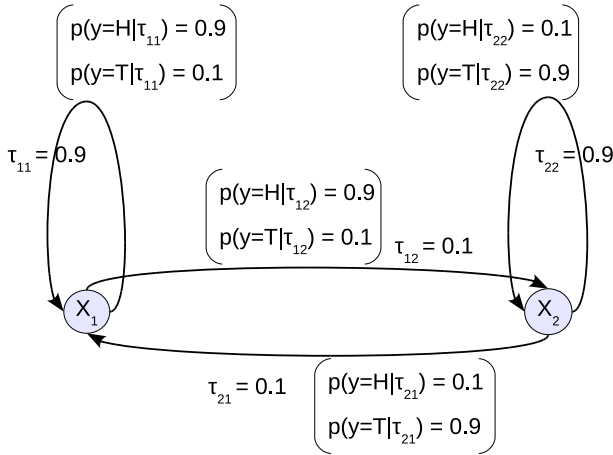 p(y=H|τ₁₁) = 0.9
p(y=T|τ₁₁) = 0.1
p(y=H|τ₂₂) = 0.1
p(y=T|τ₂₂) = 0.9
τ₁₁ = 0.9
τ₂₂ = 0.9
p(y=H|τ₁₂) = 0.9
p(y=T|τ₁₂) = 0.1
τ₁₂ = 0.1
X₁
X₂
τ₂₁ = 0.1
p(y=H|τ₂₁) = 0.1
p(y=T|τ₂₁) = 0.9